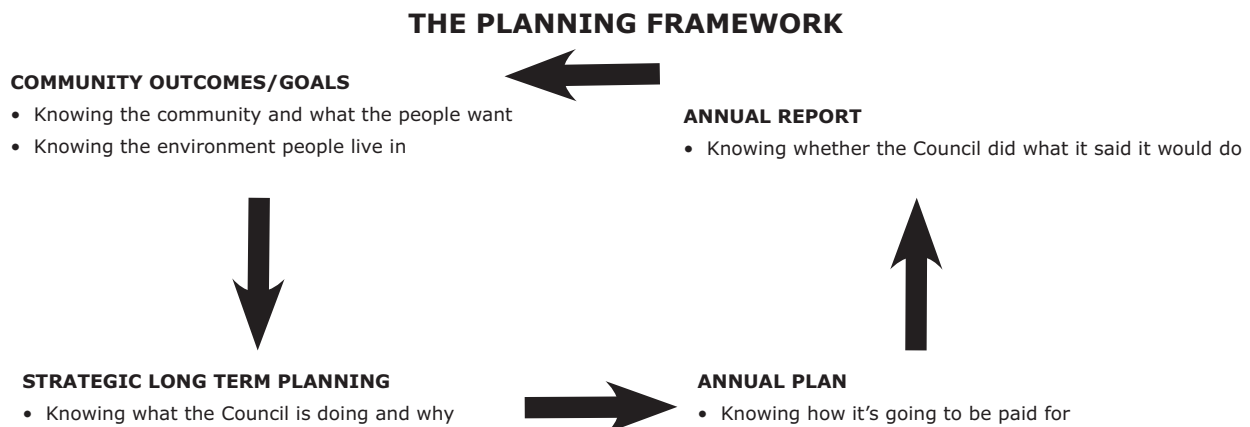 THE PLANNING FRAMEWORK
COMMUNITY OUTCOMES/GOALS
• Knowing the community and what the people want
• Knowing the environment people live in
ANNUAL REPORT
• Knowing whether the Council did what it said it would do
STRATEGIC LONG TERM PLANNING
• Knowing what the Council is doing and why
ANNUAL PLAN
• Knowing how it’s going to be paid for